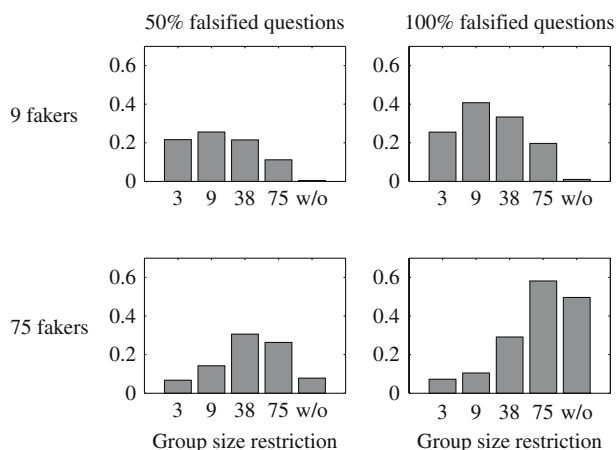 50% falsified questions
100% falsified questions
9 fakers
0.6
0.4
0.2
0
3 9 38 75 w/o
0.6
0.4
0.2
0
3 9 38 75 w/o
75 fakers
0.6
0.4
0.2
0
3 9 38 75 w/o
Group size restriction
0.6
0.4
0.2
0
3 9 38 75 w/o
Group size restriction